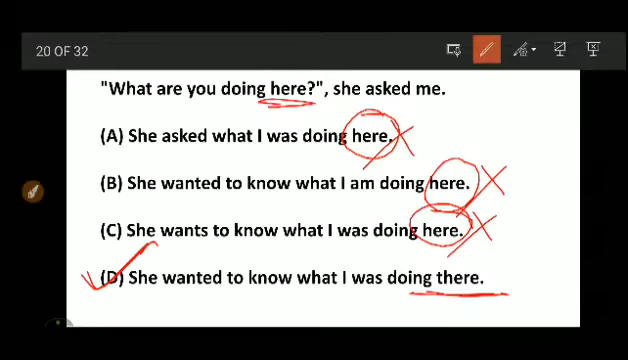 20 OF 32
"What are you doing here?", she asked me.
(A) She asked what I was doing here.
(B) She wanted to know what I am doing here.
(C) She wants to know what I was doing here.
(D) She wanted to know what I was doing there.